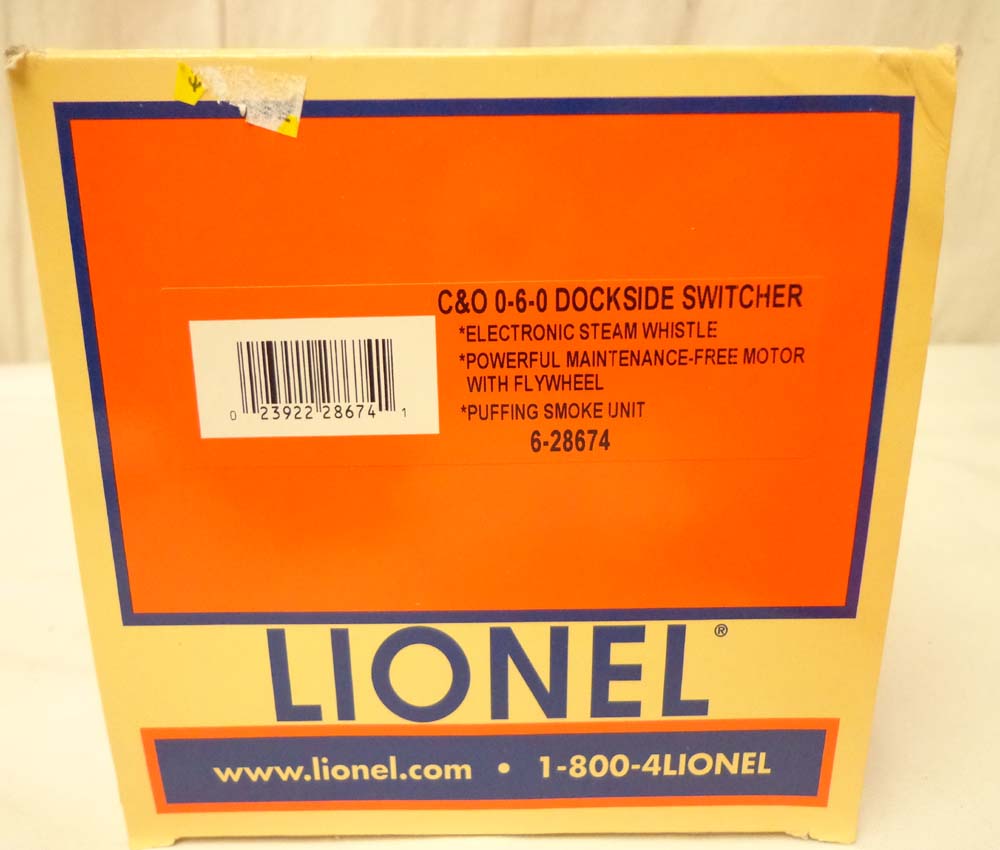 C&O 0-6-0 DOCKSIDE SWITCHER
*ELECTRONIC STEAM WHISTLE
*POWERFUL MAINTENANCE-FREE MOTOR
WITH FLYWHEEL
*PUFFING SMOKE UNIT
6-28674
0 23922 28674 1
LIONEL®
www.lionel.com • 1-800-4LIONEL